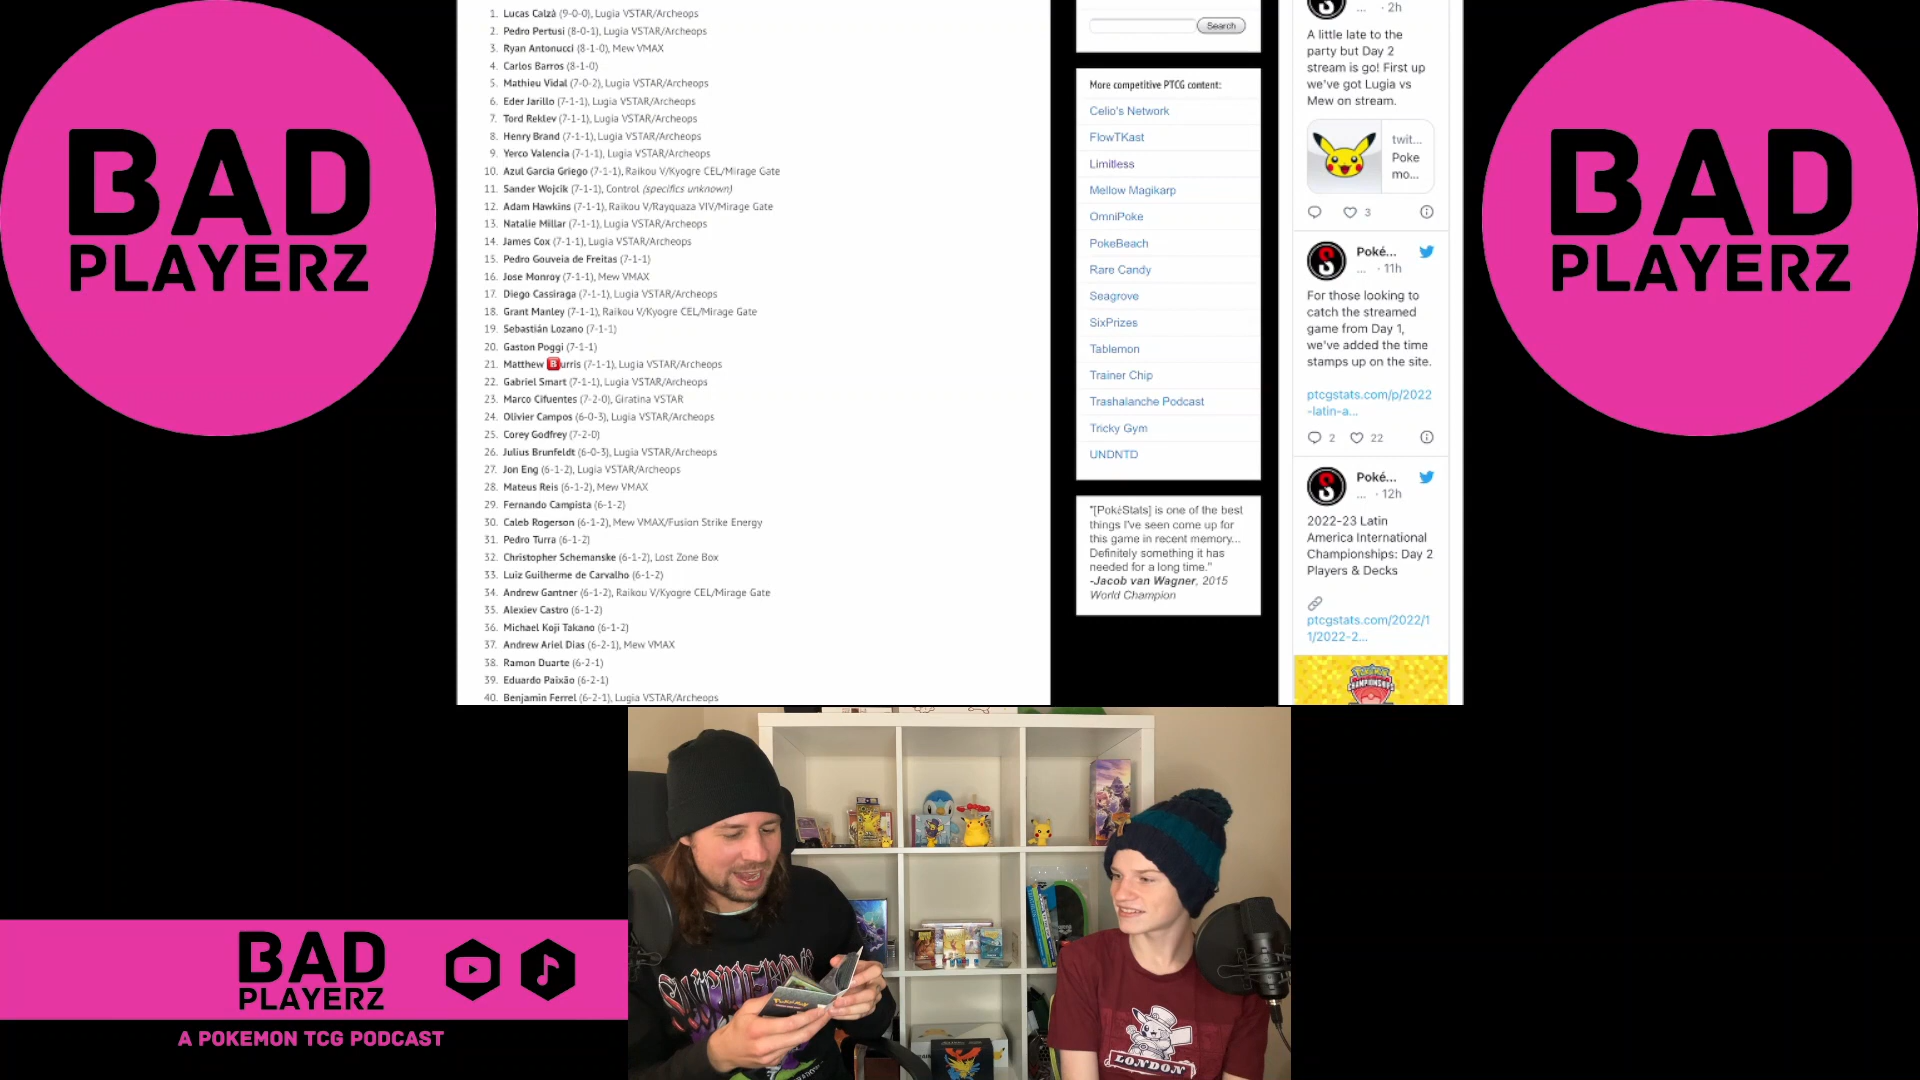 BAD
PLAYERZ
1. Lucas Calzà (9-0-0), Lugia VSTAR/Archeops
2. Pedro Pertusi (8-0-1), Lugia VSTAR/Archeops
3. Ryan Antonucci (8-1-0), Mew VMAX
4. Carlos Barros (8-1-0)
5. Mathieu Vidal (7-0-2), Lugia VSTAR/Archeops
6. Eder Jarillo (7-1-1), Lugia VSTAR/Archeops
7. Tord Reklev (7-1-1), Lugia VSTAR/Archeops
8. Henry Brand (7-1-1), Lugia VSTAR/Archeops
9. Yerco Valencia (7-1-1), Lugia VSTAR/Archeops
10. Azul Garcia Griego (7-1-1), Raikou V/Kyogre CEL/Mirage Gate
11. Sander Wojcik (7-1-1), Control (specifics unknown)
12. Adam Hawkins (7-1-1), Raikou V/Rayquaza VIV/Mirage Gate
13. Natalie Millar (7-1-1), Lugia VSTAR/Archeops
14. James Cox (7-1-1), Lugia VSTAR/Archeops
15. Pedro Gouveia de Freitas (7-1-1)
16. Jose Monroy (7-1-1), Mew VMAX
17. Diego Cassiraga (7-1-1), Lugia VSTAR/Archeops
18. Grant Manley (7-1-1), Raikou V/Kyogre CEL/Mirage Gate
19. Sebastián Lozano (7-1-1)
20. Gaston Poggi (7-1-1)
21. Matthew 🅱urris (7-1-1), Lugia VSTAR/Archeops
22. Gabriel Smart (7-1-1), Lugia VSTAR/Archeops
23. Marco Cifuentes (7-2-0), Giratina VSTAR
24. Olivier Campos (6-0-3), Lugia VSTAR/Archeops
25. Corey Godfrey (7-2-0)
26. Julius Brunfeldt (6-0-3), Lugia VSTAR/Archeops
27. Jon Eng (6-1-2), Lugia VSTAR/Archeops
28. Mateus Reis (6-1-2), Mew VMAX
29. Fernando Campista (6-1-2)
30. Caleb Rogerson (6-1-2), Mew VMAX/Fusion Strike Energy
31. Pedro Turra (6-1-2)
32. Christopher Schemanske (6-1-2), Lost Zone Box
33. Luiz Guilherme de Carvalho (6-1-2)
34. Andrew Gantner (6-1-2), Raikou V/Kyogre CEL/Mirage Gate
35. Alexiev Castro (6-1-2)
36. Michael Koji Takano (6-1-2)
37. Andrew Ariel Dias (6-2-1), Mew VMAX
38. Ramon Duarte (6-2-1)
39. Eduardo Paixão (6-2-1)
40. Benjamin Ferrel (6-2-1), Lugia VSTAR/Archeops
Search
More competitive PTCG content:
Celio's Network
FlowTKast
Limitless
Mellow Magikarp
OmniPoke
PokeBeach
Rare Candy
Seagrove
SixPrizes
Tablemon
Trainer Chip
Trashalanche Podcast
Tricky Gym
UNDNTD
"[PokéStats] is one of the best
things I've seen come up for
this game in recent memory...
Definitely something it has
needed for a long time."
-Jacob van Wagner, 2015
World Champion
... · 2h
A little late to the
party but Day 2
stream is go! First up
we've got Lugia vs
Mew on stream.
twit...
Poke
mo...
3
Poké...
... · 11h
For those looking to
catch the streamed
game from Day 1,
we've added the time
stamps up on the site.
ptcgstats.com/p/2022
-latin-a...
2 22
Poké...
... · 12h
2022-23 Latin
America International
Championships: Day 2
Players & Decks
ptcgstats.com/2022/1
1/2022-2...
Pokémon
CHAMPIONSHIPS
BAD
PLAYERZ
BAD
PLAYERZ
A POKEMON TCG PODCAST
Pokémon
LONDON